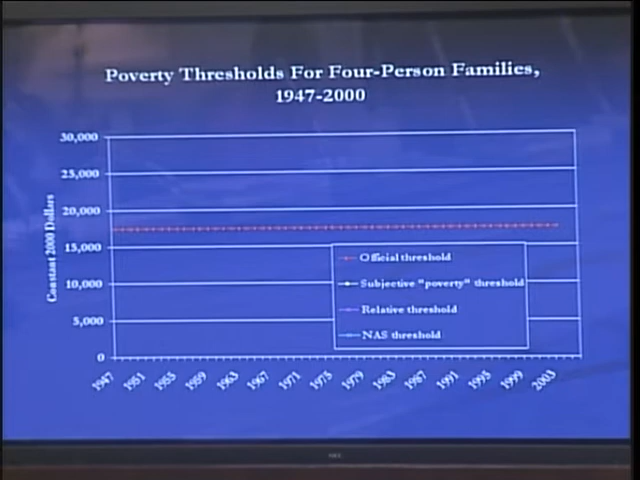 Poverty Thresholds For Four-Person Families,
1947-2000
Constant 2000 Dollars
30,000
25,000
20,000
15,000
10,000
5,000
0
Official threshold
Subjective "poverty" threshold
Relative threshold
NAS threshold
1947 1951 1955 1959 1963 1967 1971 1975 1979 1983 1987 1991 1995 1999 2003
NEC